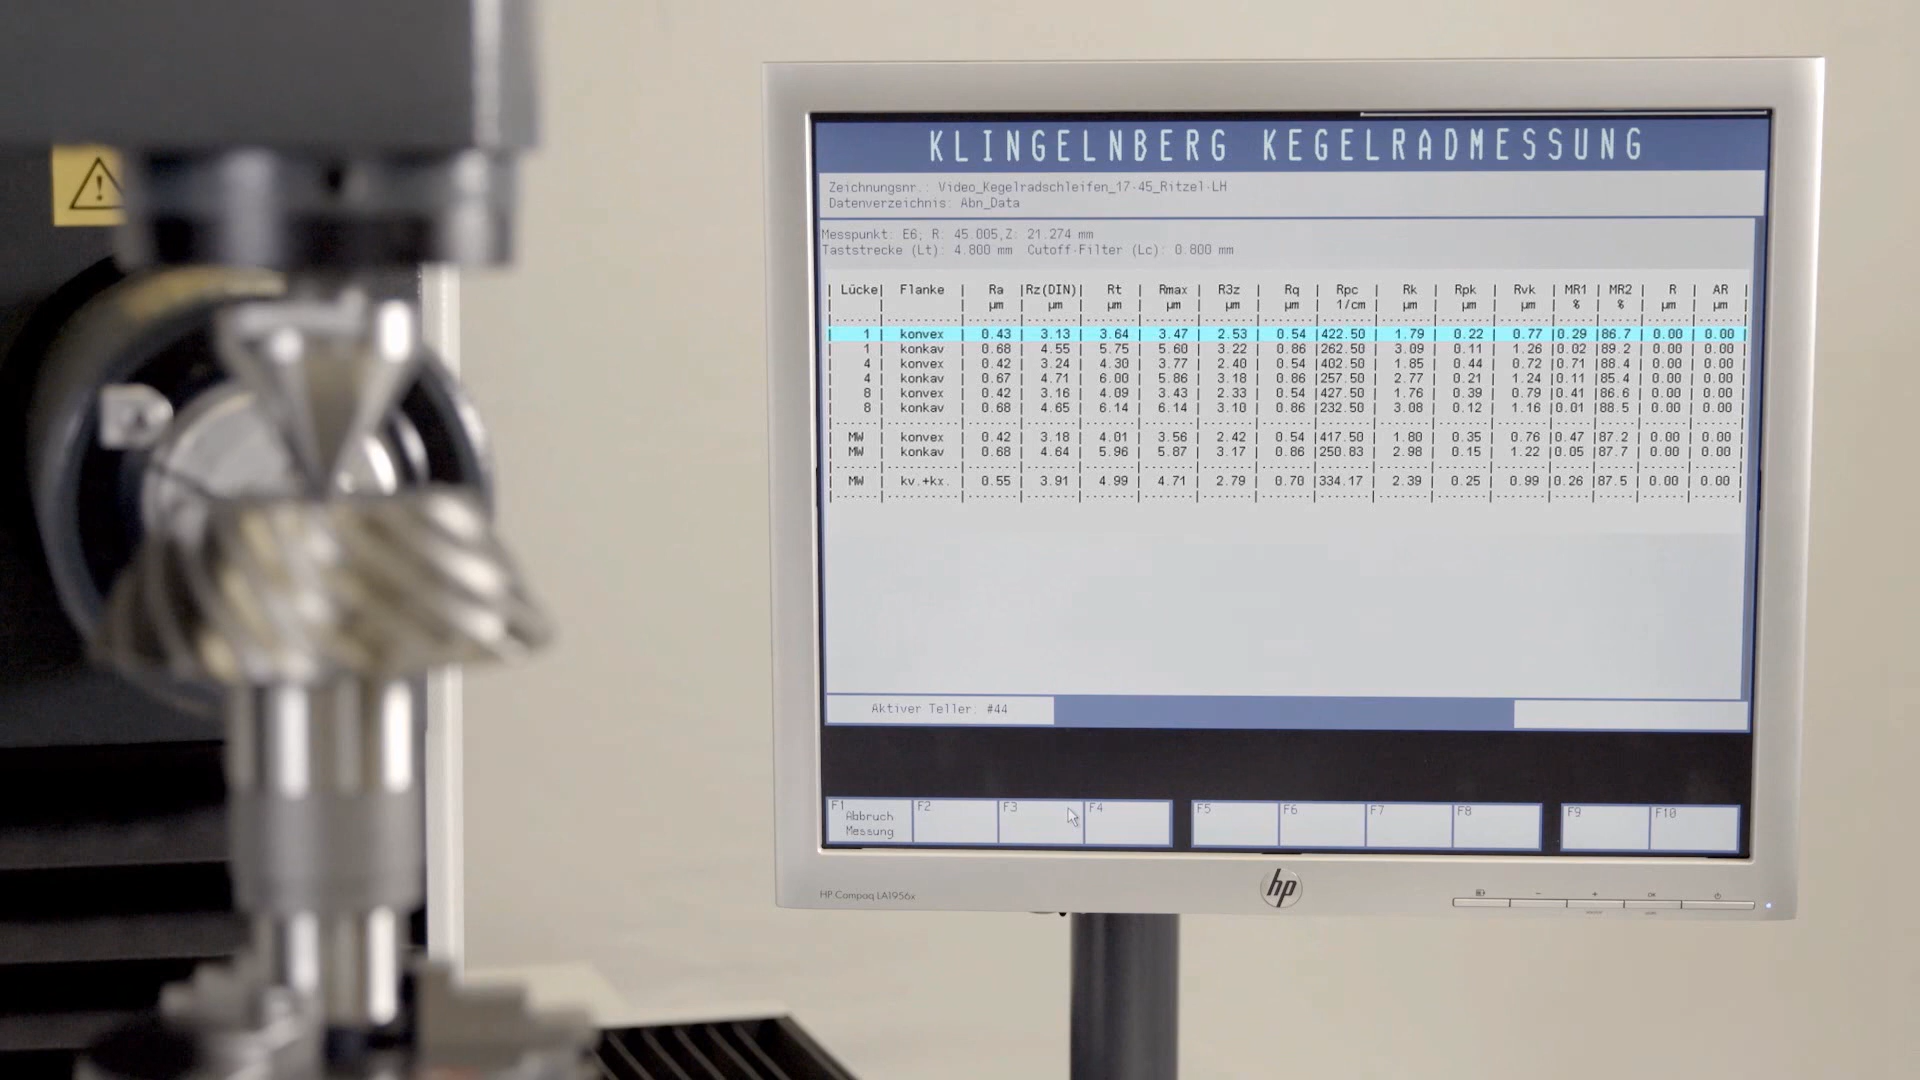 KLINGELNBERG KEGELRADMESSUNG
Zeichnungsnr.: Video_Kegelradschleifen_17-45_Ritzel-LH
Datenverzeichnis: Abn_Data
Messpunkt: E6; R: 45.005,Z: 21.274 mm
Taststrecke (Lt): 4.800 mm Cutoff-Filter (Lc): 0.800 mm
| Lücke| Flanke | Ra |Rz(DIN)| Rt | Rmax | R3z | Rq | Rpc | Rk | Rpk | Rvk | MR1 | MR2 | R | AR |
| | | µm | µm | µm | µm | µm | µm | 1/cm | µm | µm | µm | % | % | µm | µm |
| 1 | konvex | 0.43 | 3.13 | 3.64 | 3.47 | 2.53 | 0.54 |422.50 | 1.79 | 0.22 | 0.77 |0.29 |86.7 | 0.00 | 0.00 |
| 1 | konkav | 0.68 | 4.55 | 5.75 | 5.60 | 3.22 | 0.86 |262.50 | 3.09 | 0.11 | 1.26 |0.02 |89.2 | 0.00 | 0.00 |
| 4 | konvex | 0.42 | 3.24 | 4.30 | 3.77 | 2.40 | 0.54 |402.50 | 1.85 | 0.44 | 0.72 |0.71 |88.4 | 0.00 | 0.00 |
| 4 | konkav | 0.67 | 4.71 | 6.00 | 5.86 | 3.18 | 0.86 |257.50 | 2.77 | 0.21 | 1.24 |0.11 |85.4 | 0.00 | 0.00 |
| 8 | konvex | 0.42 | 3.16 | 4.09 | 3.43 | 2.33 | 0.54 |427.50 | 1.76 | 0.39 | 0.79 |0.41 |86.6 | 0.00 | 0.00 |
| 8 | konkav | 0.68 | 4.65 | 6.14 | 6.14 | 3.10 | 0.86 |232.50 | 3.08 | 0.12 | 1.16 |0.01 |88.5 | 0.00 | 0.00 |
| MW | konvex | 0.42 | 3.18 | 4.01 | 3.56 | 2.42 | 0.54 |417.50 | 1.80 | 0.35 | 0.76 |0.47 |87.2 | 0.00 | 0.00 |
| MW | konkav | 0.68 | 4.64 | 5.96 | 5.87 | 3.17 | 0.86 |250.83 | 2.98 | 0.15 | 1.22 |0.05 |87.7 | 0.00 | 0.00 |
| MW | kv.+kx. | 0.55 | 3.91 | 4.99 | 4.71 | 2.79 | 0.70 |334.17 | 2.39 | 0.25 | 0.99 |0.26 |87.5 | 0.00 | 0.00 |
Aktiver Teller: #44
F1 F2 F3 F4 F5 F6 F7 F8 F9 F10
Abbruch
Messung
HP Compaq LA1956x
hp